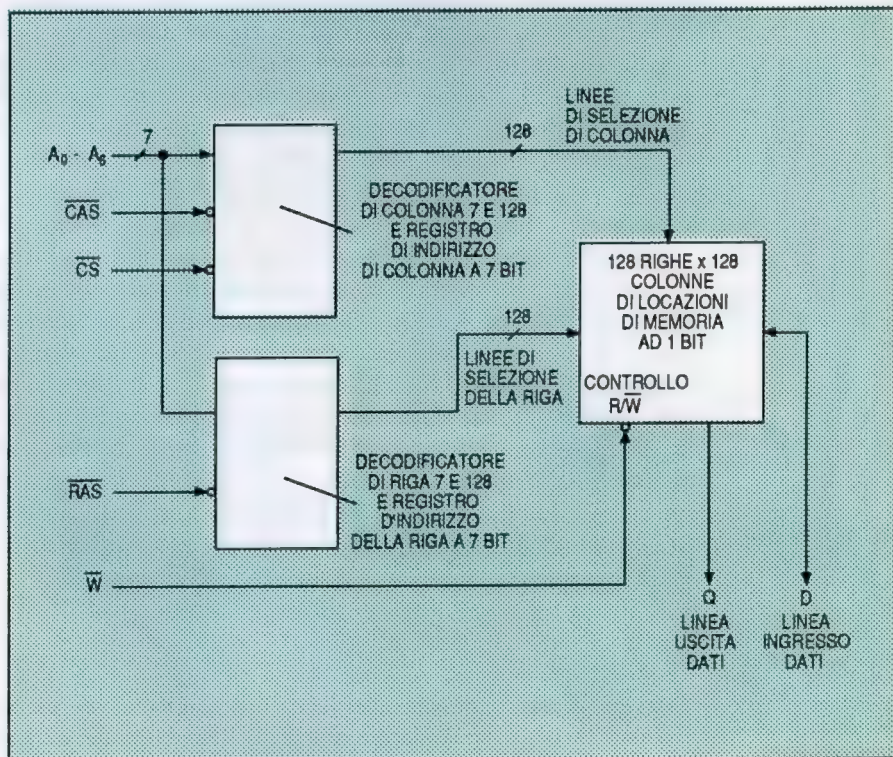 LINEE
DI SELEZIONE
DI COLONNA
128
7
A0 - A6
CAS
CS
DECODIFICATORE
DI COLONNA 7 E 128
E REGISTRO
DI INDIRIZZO
DI COLONNA A 7 BIT
128 RIGHE x 128
COLONNE
DI LOCAZIONI
DI MEMORIA
AD 1 BIT
CONTROLLO
R/W̅
128
LINEE DI
SELEZIONE
DELLA RIGA
DECODIFICATORE
DI RIGA 7 E 128
E REGISTRO
D'INDIRIZZO
DELLA RIGA A 7 BIT
R̅A̅S̅
W̅
Q
LINEA
USCITA
DATI
D
LINEA
INGRESSO
DATI